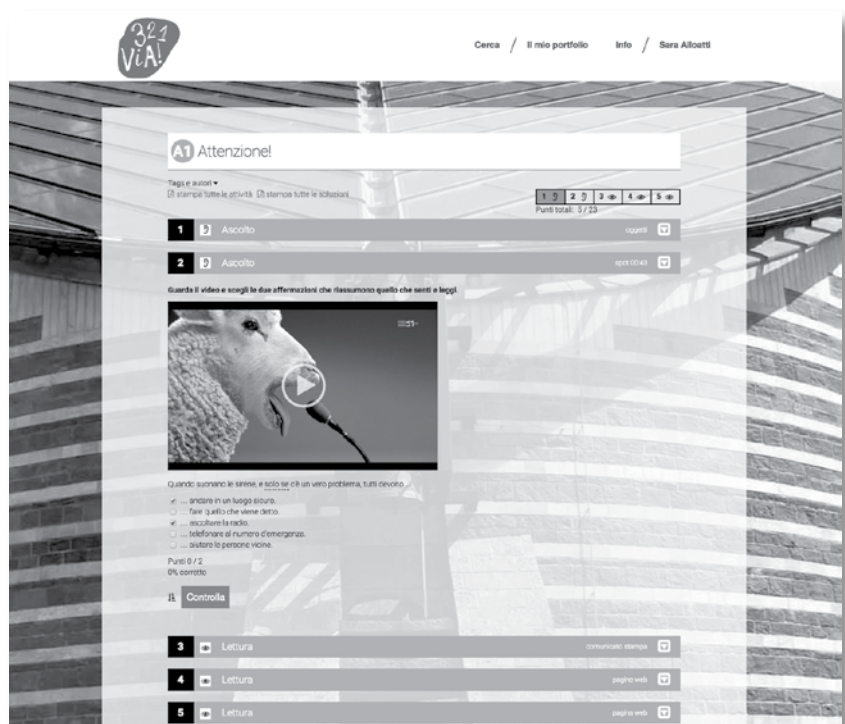 321
ViA!
Cerca / Il mio portfolio Info / Sara Alloatti
A1 Attenzione!
Tags e autori
stampa tutte le attività stampa tutte le soluzioni
1 2 3 4 5
Punti totali: 5 / 23
1 Ascolto oggetti
2 Ascolto spot 00:43
Guarda il video e scegli le due affermazioni che riassumono quello che senti e leggi.
Quando suonano le sirene, e solo se c'è un vero problema, tutti devono
... andare in un luogo sicuro.
... fare quello che viene detto.
... ascoltare la radio.
... telefonare al numero d'emergenza.
... aiutare le persone vicine.
Punti 0 / 2
0% corretto
Controlla
3 Lettura comunicato stampa
4 Lettura pagina web
5 Lettura pagina web